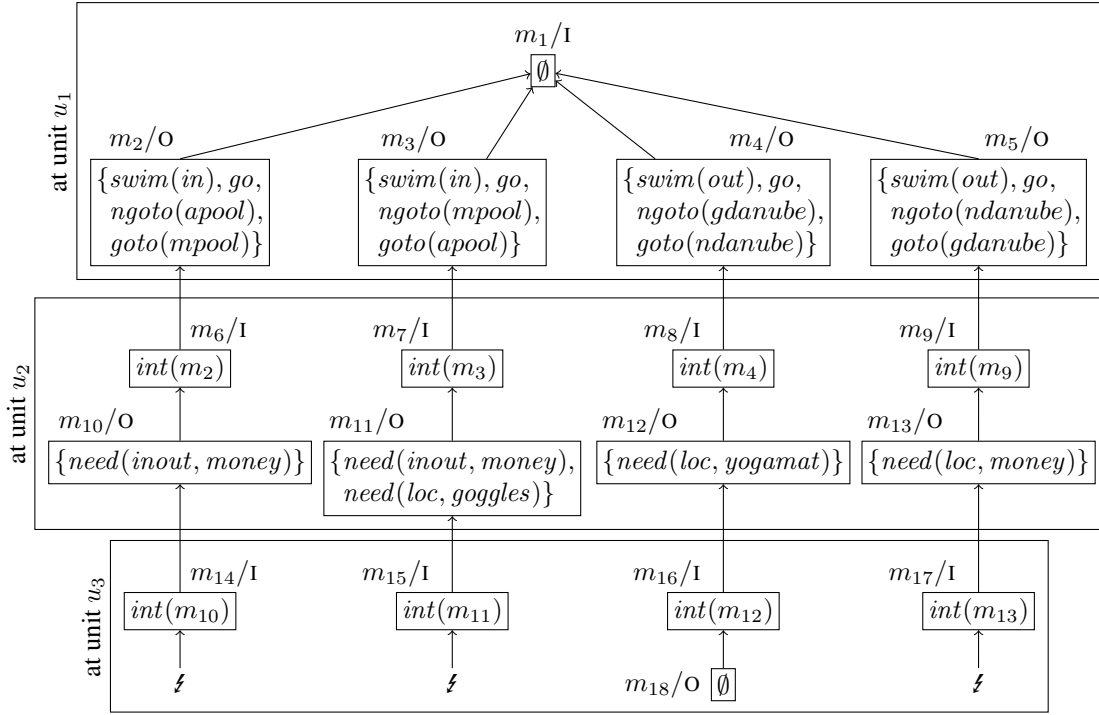 m₁/I
∅
at unit u₁
m₂/O
m₃/O
m₄/O
m₅/O
{swim(in), go,
ngoto(apool),
goto(mpool)}
{swim(in), go,
ngoto(mpool),
goto(apool)}
{swim(out), go,
ngoto(gdanube),
goto(ndanube)}
{swim(out), go,
ngoto(ndanube),
goto(gdanube)}
at unit u₂
m₆/I
m₇/I
m₈/I
m₉/I
int(m₂)
int(m₃)
int(m₄)
int(m₉)
m₁₀/O
m₁₁/O
m₁₂/O
m₁₃/O
{need(inout, money)}
{need(inout, money),
need(loc, goggles)}
{need(loc, yogamat)}
{need(loc, money)}
at unit u₃
m₁₄/I
m₁₅/I
m₁₆/I
m₁₇/I
int(m₁₀)
int(m₁₁)
int(m₁₂)
int(m₁₃)
↯
↯
m₁₈/O ∅
↯